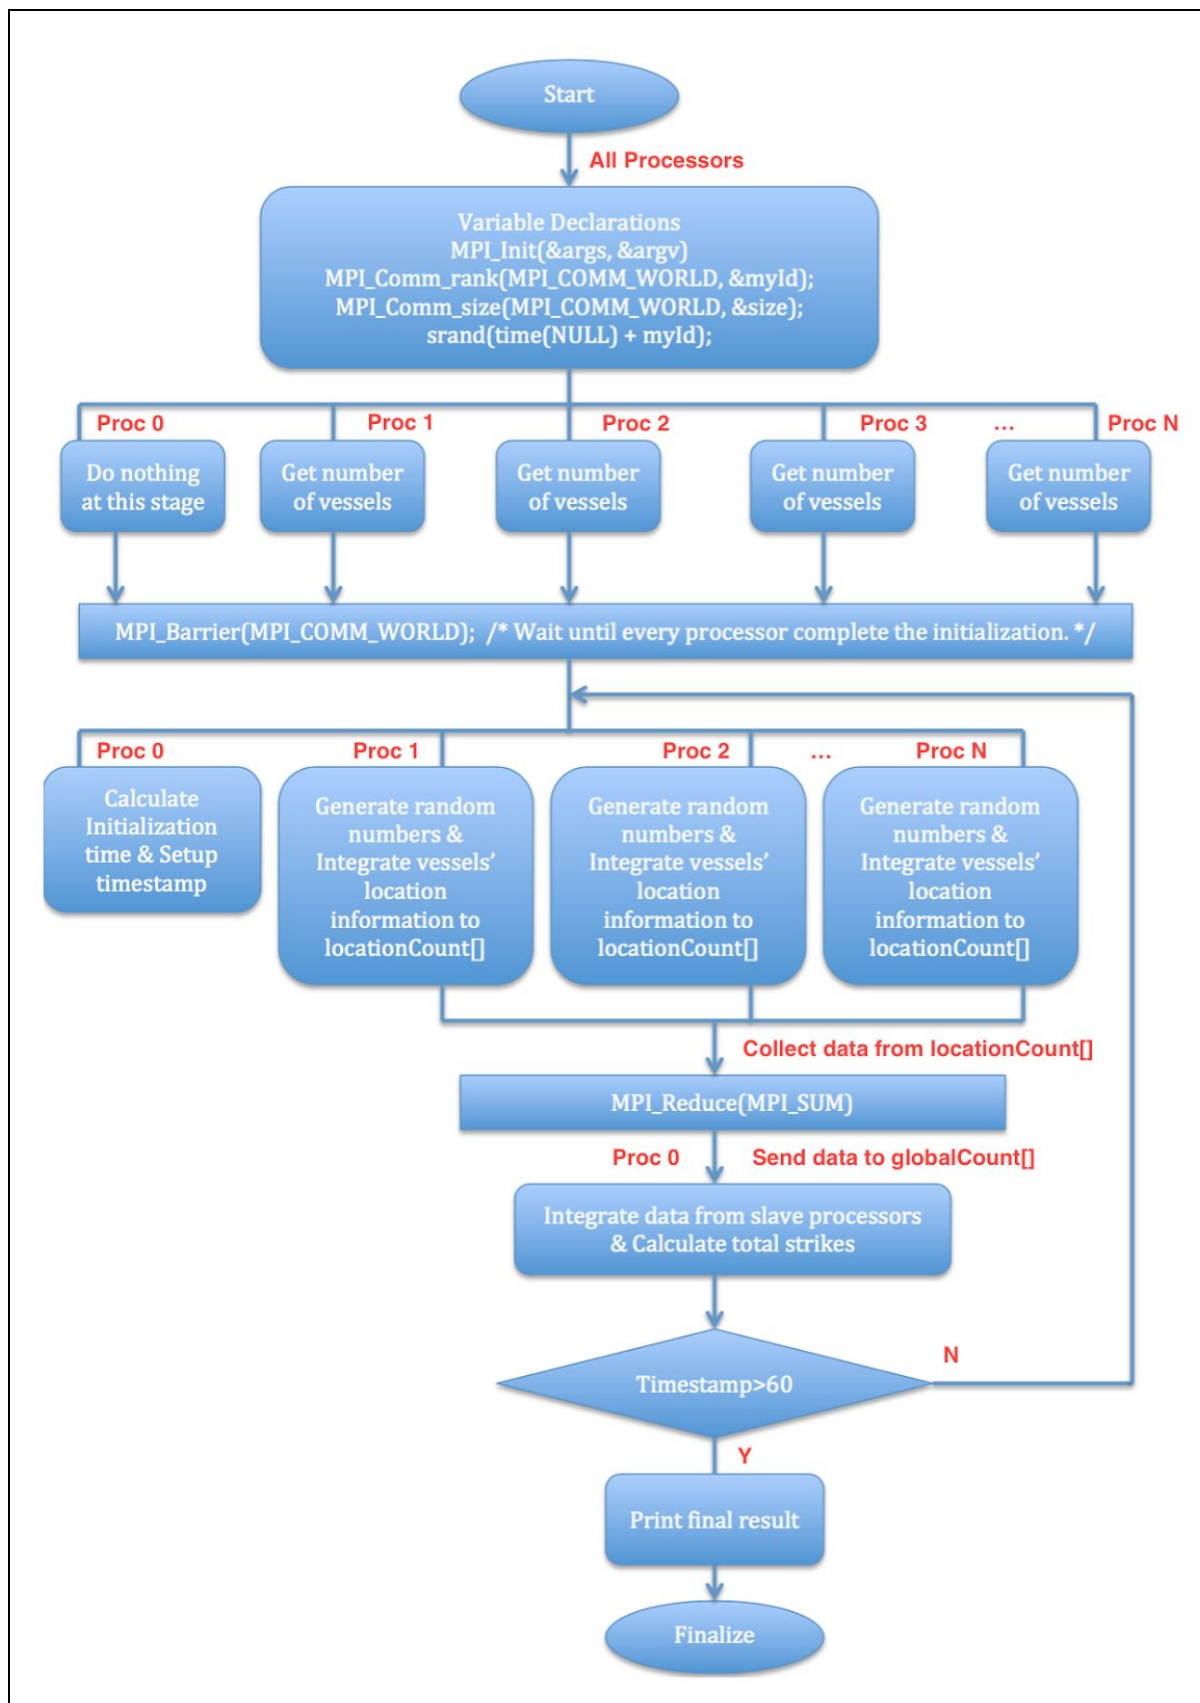 Start
All Processors
Variable Declarations
MPI_Init(&args, &argv)
MPI_Comm_rank(MPI_COMM_WORLD, &myId);
MPI_Comm_size(MPI_COMM_WORLD, &size);
srand(time(NULL) + myId);
Proc 0
Proc 1
Proc 2
Proc 3
...
Proc N
Do nothing
at this stage
Get number
of vessels
Get number
of vessels
Get number
of vessels
Get number
of vessels
MPI_Barrier(MPI_COMM_WORLD); /* Wait until every processor complete the initialization. */
Proc 0
Proc 1
Proc 2
...
Proc N
Calculate
Initialization
time & Setup
timestamp
Generate random
numbers &
Integrate vessels’
location
information to
locationCount[]
Generate random
numbers &
Integrate vessels’
location
information to
locationCount[]
Generate random
numbers &
Integrate vessels’
location
information to
locationCount[]
Collect data from locationCount[]
MPI_Reduce(MPI_SUM)
Proc 0
Send data to globalCount[]
Integrate data from slave processors
& Calculate total strikes
Timestamp>60
N
Y
Print final result
Finalize